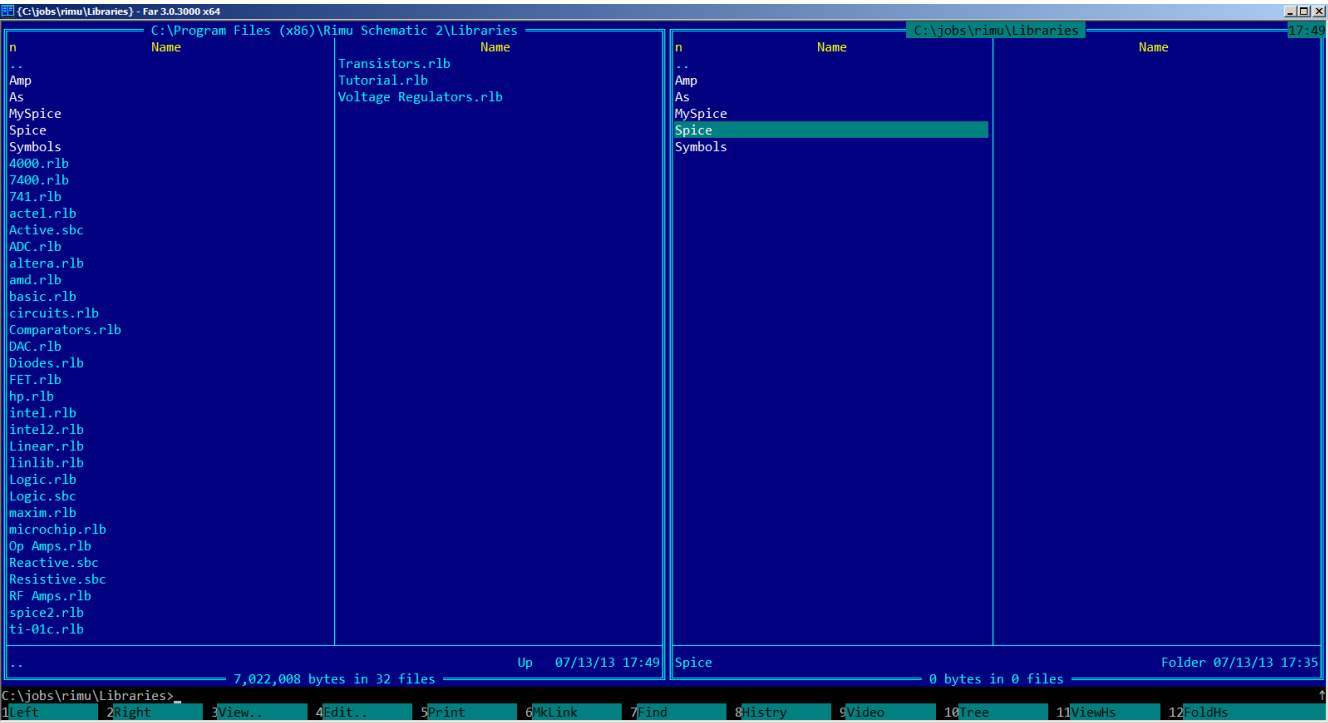 {C:\jobs\rimu\Libraries} - Far 3.0.3000 x64
C:\Program Files (x86)\Rimu Schematic 2\Libraries
n Name Name
..
Amp
As
MySpice
Spice
Symbols
4000.rlb
7400.rlb
741.rlb
actel.rlb
Active.sbc
ADC.rlb
altera.rlb
amd.rlb
basic.rlb
circuits.rlb
Comparators.rlb
DAC.rlb
Diodes.rlb
FET.rlb
hp.rlb
intel.rlb
intel2.rlb
Linear.rlb
linlib.rlb
Logic.rlb
Logic.sbc
maxim.rlb
microchip.rlb
Op Amps.rlb
Reactive.sbc
Resistive.sbc
RF Amps.rlb
spice2.rlb
ti-01c.rlb
Transistors.rlb
Tutorial.rlb
Voltage Regulators.rlb
.. Up 07/13/13 17:49
7,022,008 bytes in 32 files
C:\jobs\rimu\Libraries 17:49
n Name Name
..
Amp
As
MySpice
Spice
Symbols
Spice Folder 07/13/13 17:35
0 bytes in 0 files
C:\jobs\rimu\Libraries>_ ↑
1Left 2Right 3View.. 4Edit.. 5Print 6MkLink 7Find 8Histry 9Video 10Tree 11ViewHs 12FoldHs